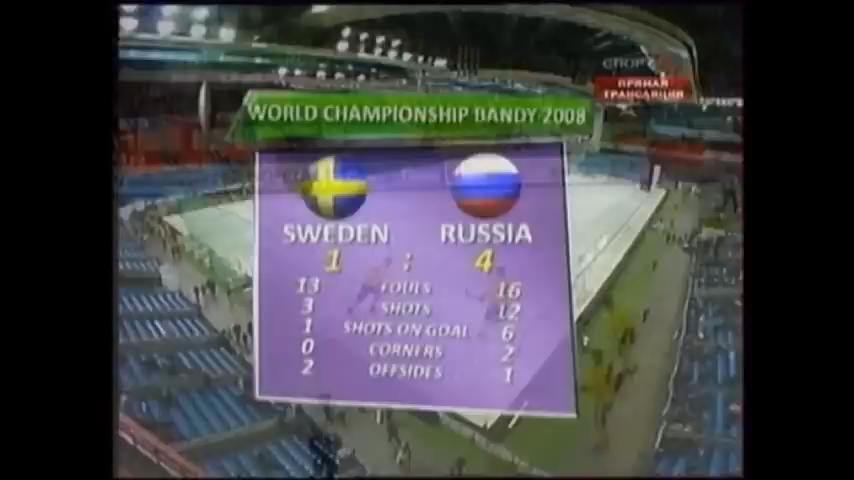 СПОРТ
ПРЯМАЯ
ТРАНСЛЯЦИЯ
WORLD CHAMPIONSHIP BANDY 2008
SWEDEN RUSSIA
1 : 4
13 FOULS 16
3 SHOTS 12
1 SHOTS ON GOAL 6
0 CORNERS 2
2 OFFSIDES 1